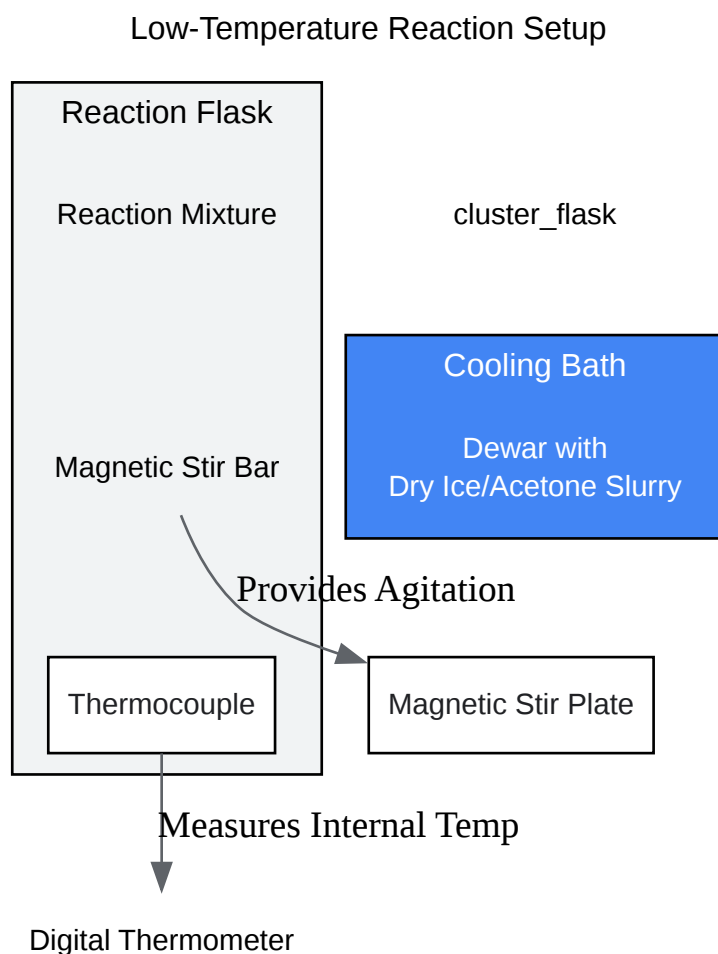 Low-Temperature Reaction Setup
Reaction Flask
Reaction Mixture
cluster_flask
Cooling Bath
Dewar with
Dry Ice/Acetone Slurry
Magnetic Stir Bar
Provides Agitation
Thermocouple
Magnetic Stir Plate
Measures Internal Temp
Digital Thermometer